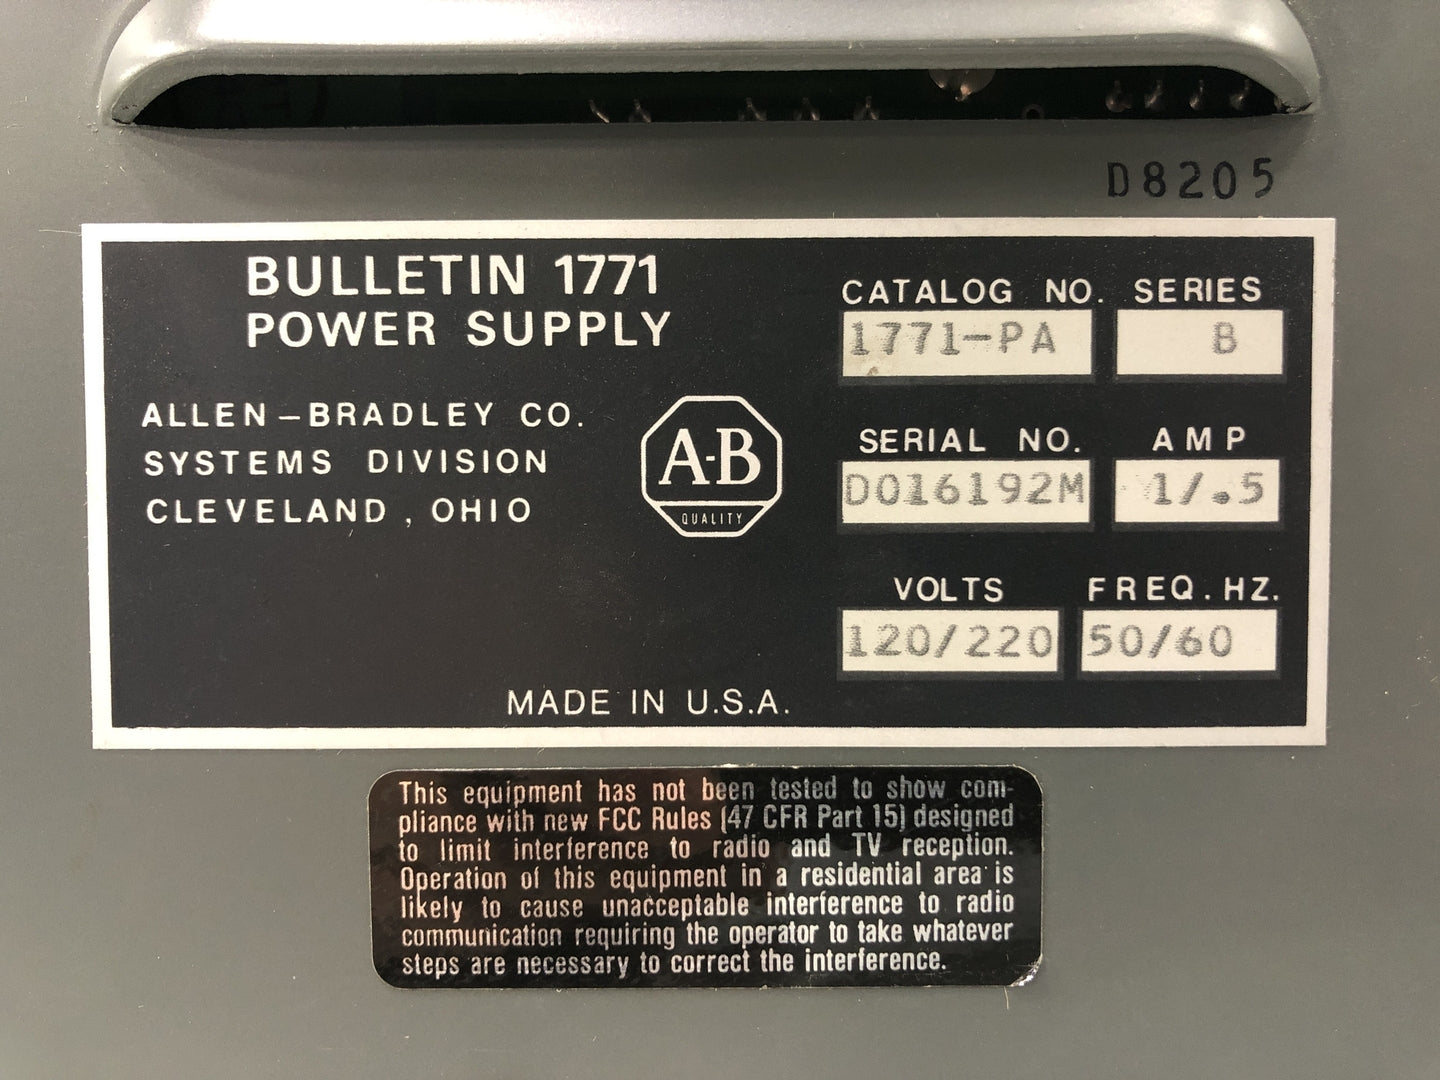 D8205
BULLETIN 1771
POWER SUPPLY
ALLEN-BRADLEY CO.
SYSTEMS DIVISION
CLEVELAND, OHIO
A-B
QUALITY
MADE IN U.S.A.
CATALOG NO. SERIES
1771-PA B
SERIAL NO. AMP
D016192M 1/.5
VOLTS FREQ. HZ.
120/220 50/60
This equipment has not been tested to show com-
pliance with new FCC Rules (47 CFR Part 15) designed
to limit interference to radio and TV reception.
Operation of this equipment in a residential area is
likely to cause unacceptable interference to radio
communication requiring the operator to take whatever
steps are necessary to correct the interference.